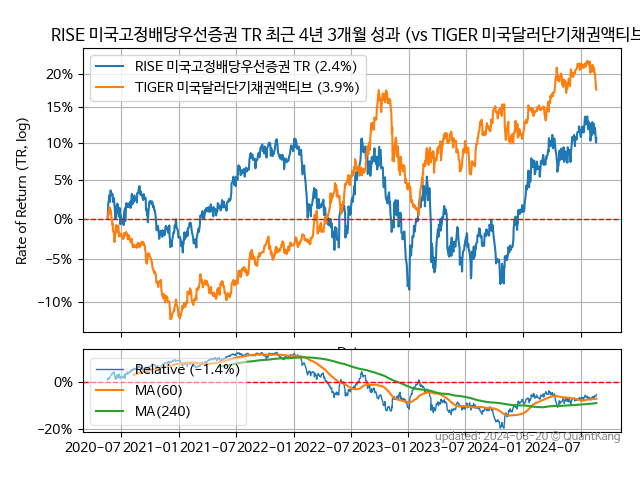 RISE 미국고정배당우선증권 TR 최근 4년 3개월 성과 (vs TIGER 미국달러단기채권액티브
RISE 미국고정배당우선증권 TR (2.4%)
TIGER 미국달러단기채권액티브 (3.9%)
Rate of Return (TR, log)
20%
15%
10%
5%
0%
−5%
−10%
Relative (−1.4%)
MA(60)
MA(240)
0%
−20%
2020-07 2021-01 2021-07 2022-01 2022-07 2023-01 2023-07 2024-01 2024-07
updated: 2024-08-20 © QuantKang